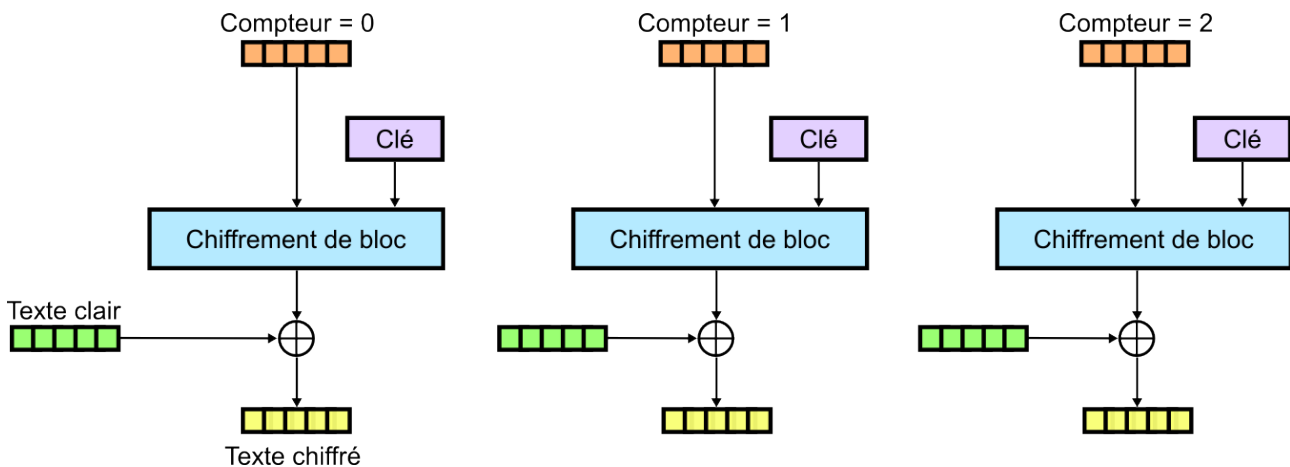 Compteur = 0
Compteur = 1
Compteur = 2
Clé
Clé
Clé
Chiffrement de bloc
Chiffrement de bloc
Chiffrement de bloc
Texte clair
Texte chiffré